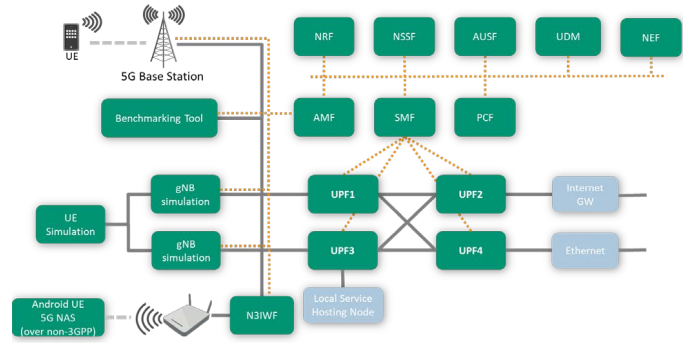 UE
5G Base Station
NRF
NSSF
AUSF
UDM
NEF
Benchmarking Tool
AMF
SMF
PCF
UE
Simulation
gNB
simulation
gNB
simulation
UPF1
UPF2
UPF3
UPF4
Internet
GW
Ethernet
Local Service
Hosting Node
Android UE
5G NAS
(over non-3GPP)
N3IWF